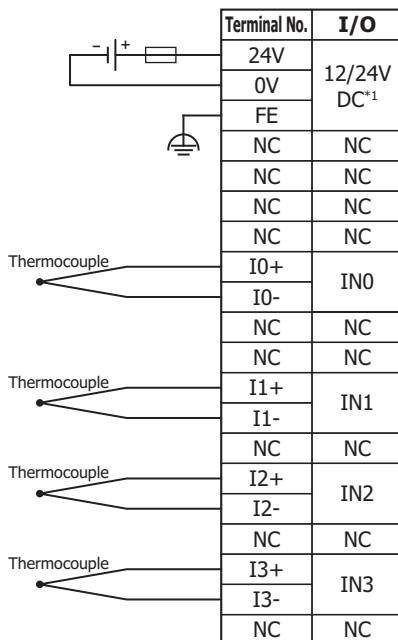 Terminal No. I/O
- + 24V
0V 12/24V
DC*1
FE
NC NC
NC NC
NC NC
NC NC
Thermocouple I0+
IN0
I0-
NC NC
NC NC
Thermocouple I1+
IN1
I1-
NC NC
Thermocouple I2+
IN2
I2-
NC NC
Thermocouple I3+
IN3
I3-
NC NC